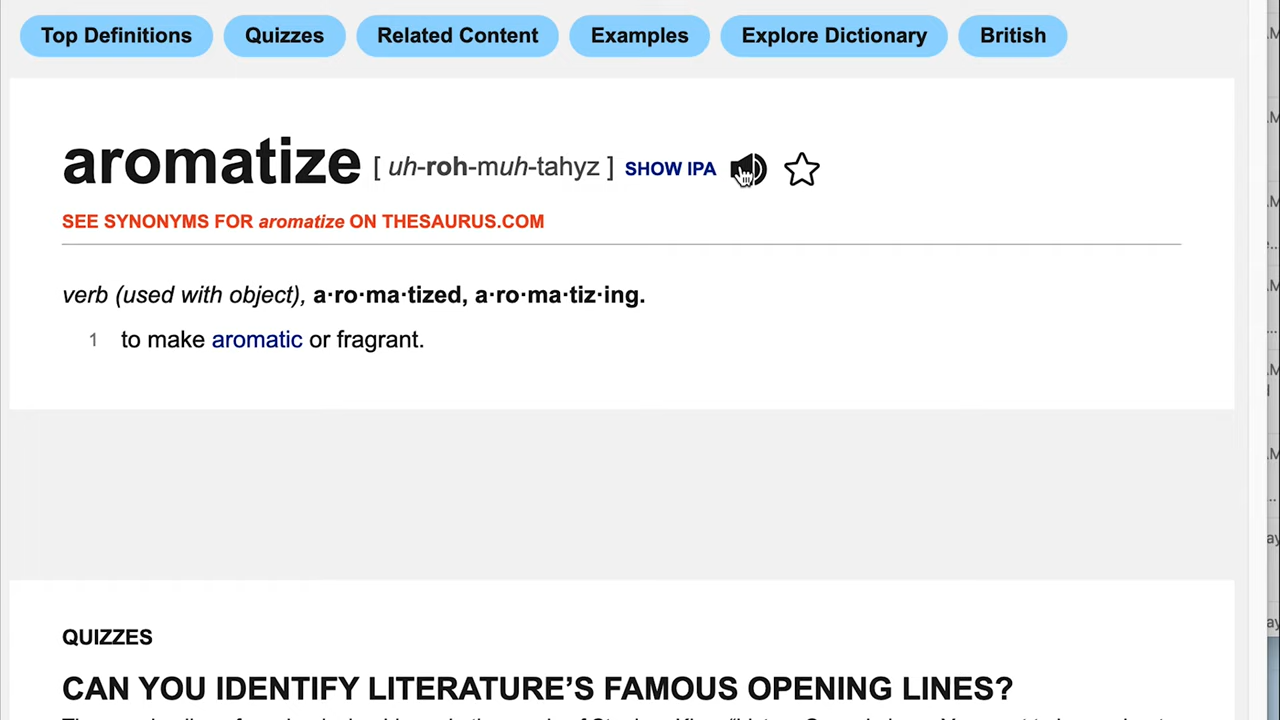 Top Definitions Quizzes Related Content Examples Explore Dictionary British
aromatize [ uh-roh-muh-tahyz ] SHOW IPA
SEE SYNONYMS FOR aromatize ON THESAURUS.COM
verb (used with object), a·ro·ma·tized, a·ro·ma·tiz·ing.
1 to make aromatic or fragrant.
QUIZZES
CAN YOU IDENTIFY LITERATURE’S FAMOUS OPENING LINES?